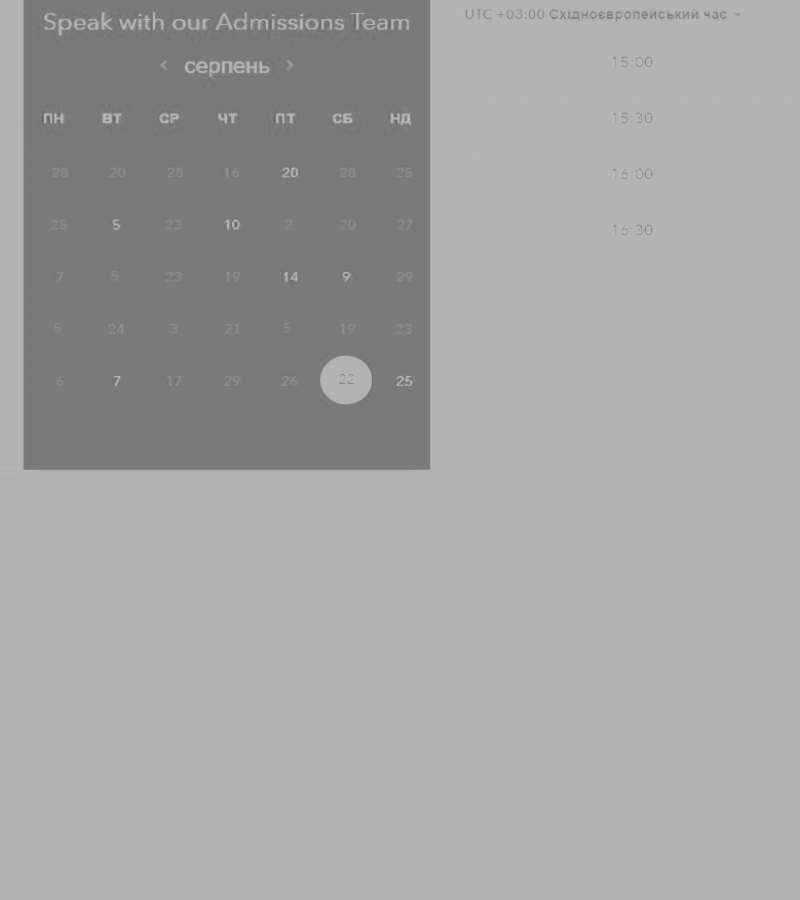 Speak with our Admissions Team
< серпень >
ПН ВТ СР ЧТ ПТ СБ НД
28 20 28 16 20 28 25
25 5 23 10 2 20 27
7 5 23 19 14 9 29
5 24 3 21 5 19 23
6 7 17 29 26 22 25
UTC +03:00 Східноєвропейський час
15:00
15:30
16:00
16:30